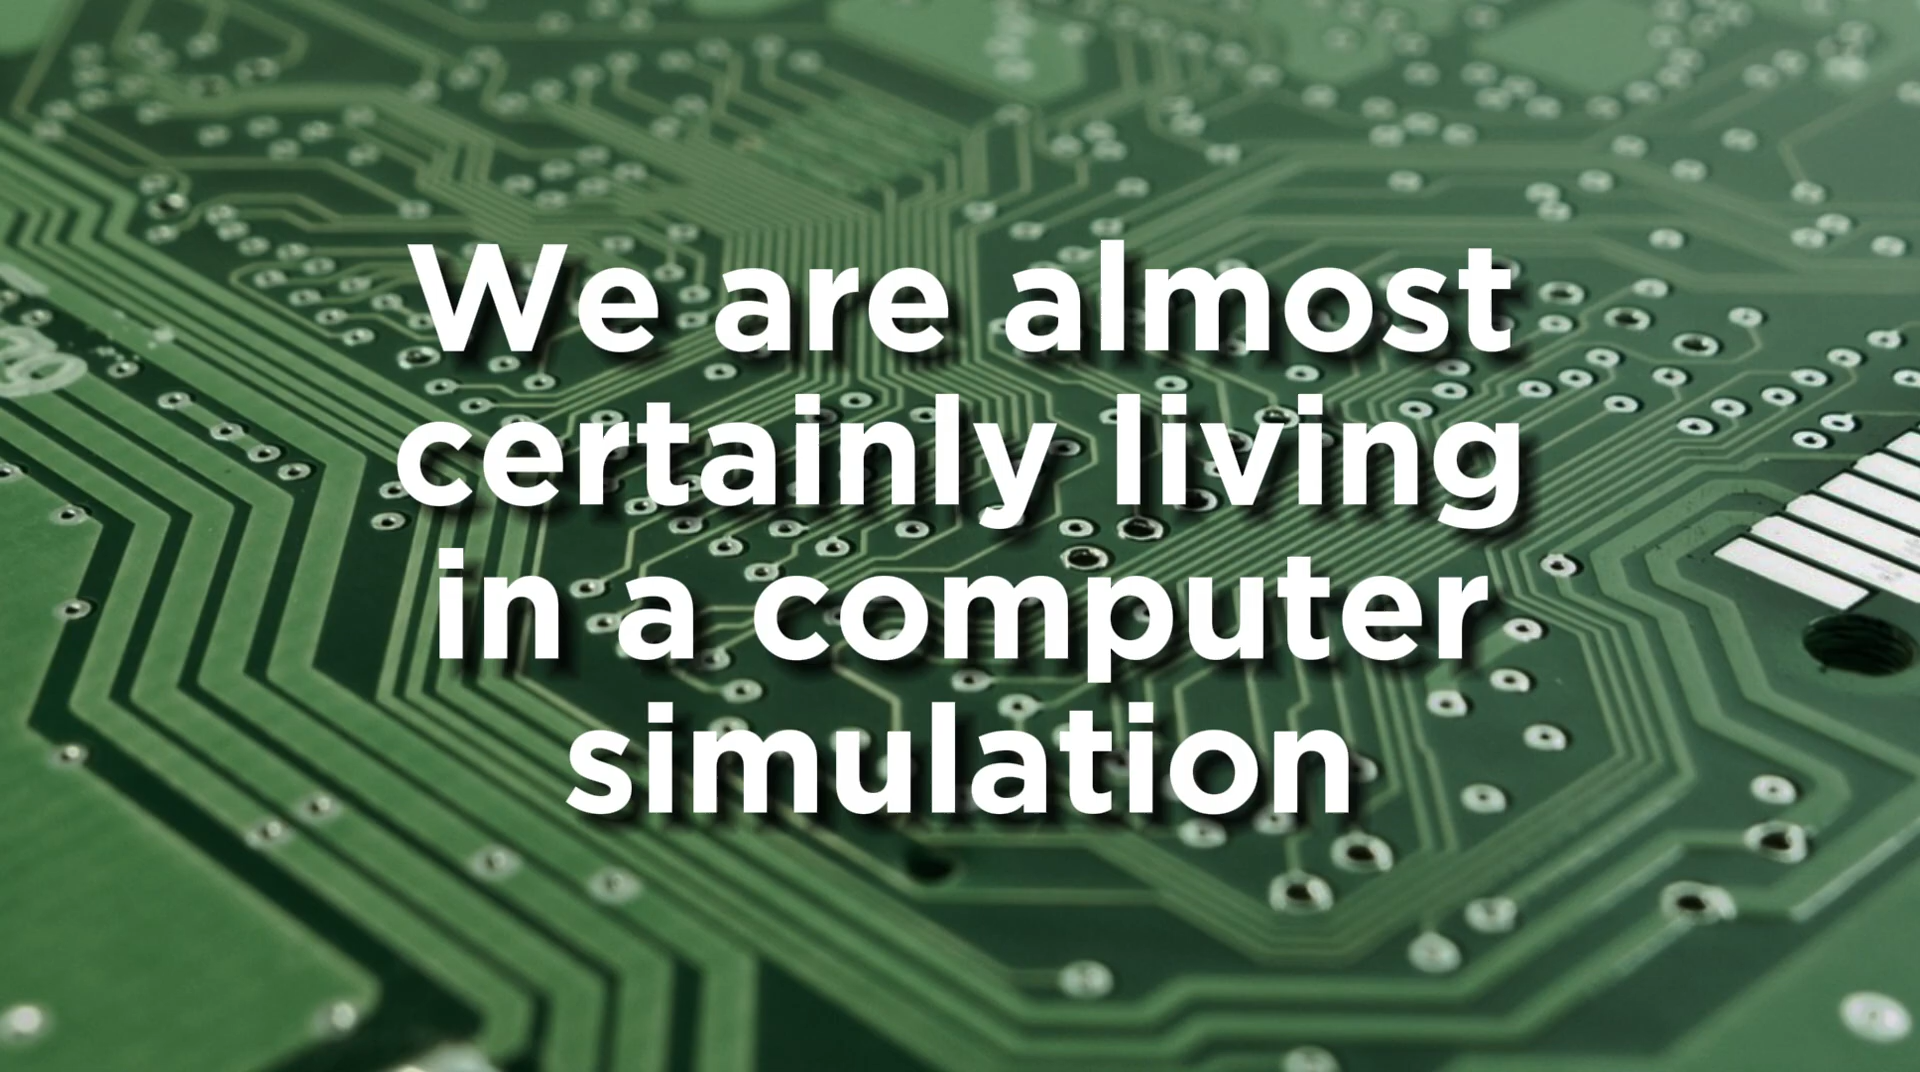 We are almost
certainly living
in a computer
simulation